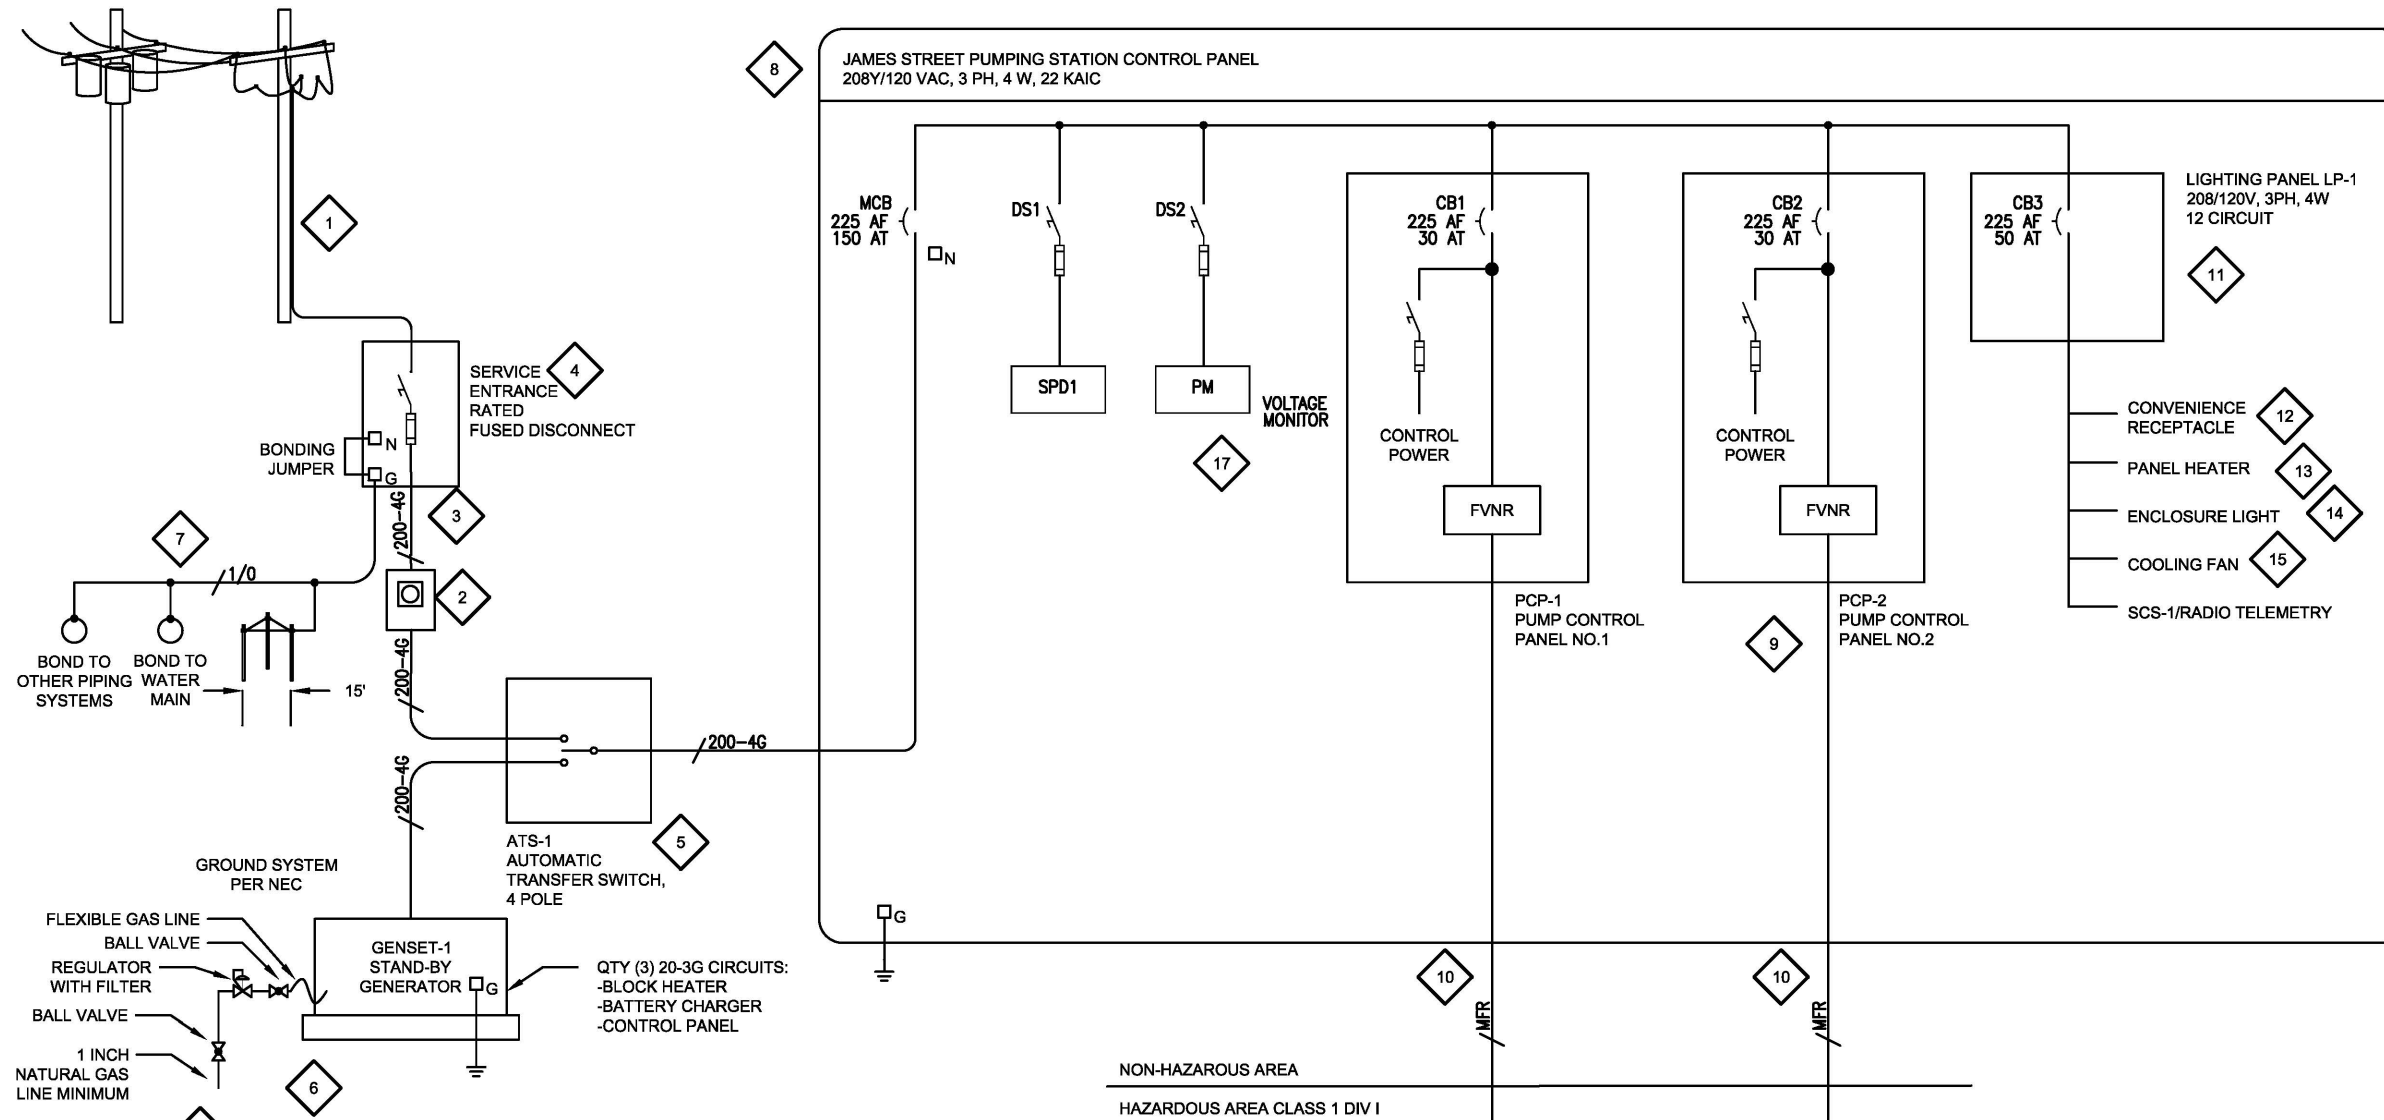 8
JAMES STREET PUMPING STATION CONTROL PANEL
208Y/120 VAC, 3 PH, 4 W, 22 KAIC
1
MCB
225 AF
150 AT
N
DS1
SPD1
DS2
PM
VOLTAGE
MONITOR
17
CB1
225 AF
30 AT
CONTROL
POWER
FVNR
PCP-1
PUMP CONTROL
PANEL NO.1
CB2
225 AF
30 AT
CONTROL
POWER
FVNR
PCP-2
PUMP CONTROL
PANEL NO.2
9
CB3
225 AF
50 AT
LIGHTING PANEL LP-1
208/120V, 3PH, 4W
12 CIRCUIT
11
CONVENIENCE
RECEPTACLE
12
PANEL HEATER
13
ENCLOSURE LIGHT
14
COOLING FAN
15
SCS-1/RADIO TELEMETRY
SERVICE
ENTRANCE
RATED
FUSED DISCONNECT
4
BONDING
JUMPER
N
G
200-4G
3
7
1/0
2
BOND TO
OTHER PIPING
SYSTEMS
BOND TO
WATER
MAIN
15'
200-4G
200-4G
200-4G
ATS-1
AUTOMATIC
TRANSFER SWITCH,
4 POLE
5
GROUND SYSTEM
PER NEC
FLEXIBLE GAS LINE
BALL VALVE
REGULATOR
WITH FILTER
BALL VALVE
1 INCH
NATURAL GAS
LINE MINIMUM
6
GENSET-1
STAND-BY
GENERATOR
G
QTY (3) 20-3G CIRCUITS:
-BLOCK HEATER
-BATTERY CHARGER
-CONTROL PANEL
G
10
MFR
10
MFR
NON-HAZAROUS AREA
HAZARDOUS AREA CLASS 1 DIV I